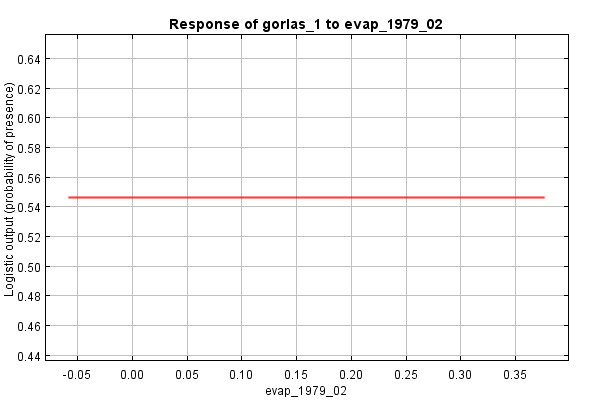 Response of gorlas_1 to evap_1979_02
Logistic output (probability of presence)
0.64
0.62
0.60
0.58
0.56
0.54
0.52
0.50
0.48
0.46
0.44
-0.05 0.00 0.05 0.10 0.15 0.20 0.25 0.30 0.35
evap_1979_02